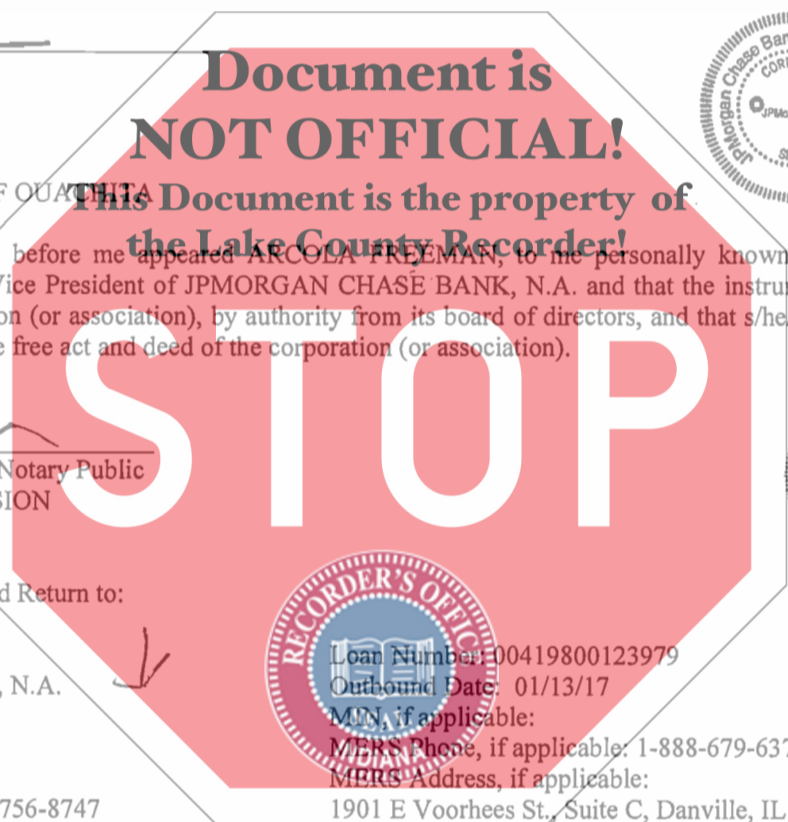 Document is
NOT OFFICIAL!
F OUACHITA
This Document is the property of
the Lake County Recorder!
before me appeared ARCOLA FREEMAN, to me personally known
Vice President of JPMORGAN CHASE BANK, N.A. and that the instru
on (or association), by authority from its board of directors, and that s/he
e free act and deed of the corporation (or association).
STOP
Notary Public
SION
d Return to:
RECORDER'S OFFICE
INDIANA
JPMorgan Chase Ban
Loan Number: 00419800123979
, N.A.
Outbound Date: 01/13/17
MIN, if applicable:
MERS Phone, if applicable: 1-888-679-637
MERS Address, if applicable:
756-8747
1901 E Voorhees St., Suite C, Danville, IL